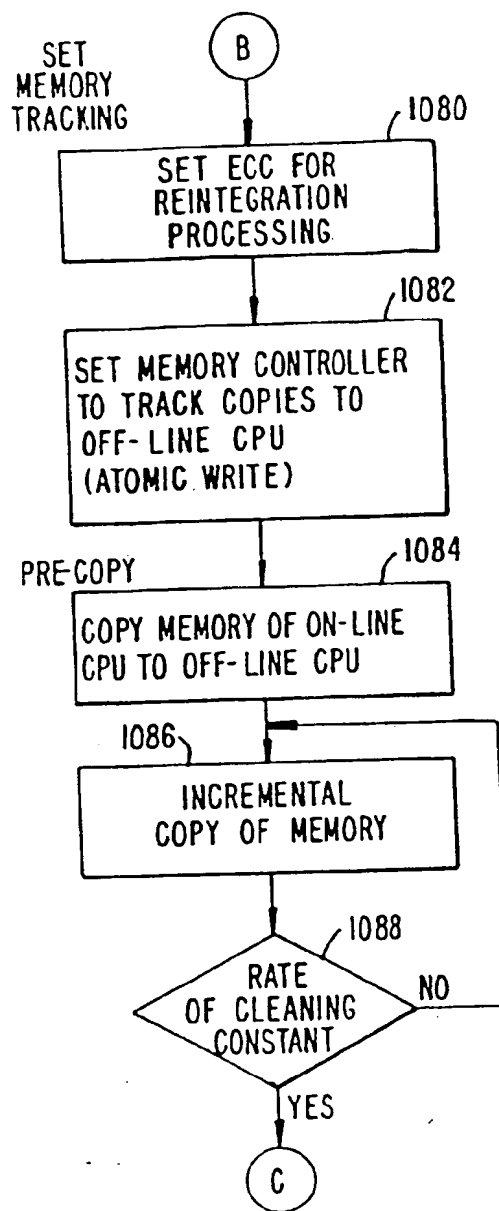 B
SET
MEMORY
TRACKING
1080
SET ECC FOR
REINTEGRATION
PROCESSING
1082
SET MEMORY CONTROLLER
TO TRACK COPIES TO
OFF-LINE CPU
(ATOMIC WRITE)
PRE-COPY
1084
COPY MEMORY OF ON-LINE
CPU TO OFF-LINE CPU
1086
INCREMENTAL
COPY OF MEMORY
1088
RATE
OF CLEANING
CONSTANT
NO
YES
C